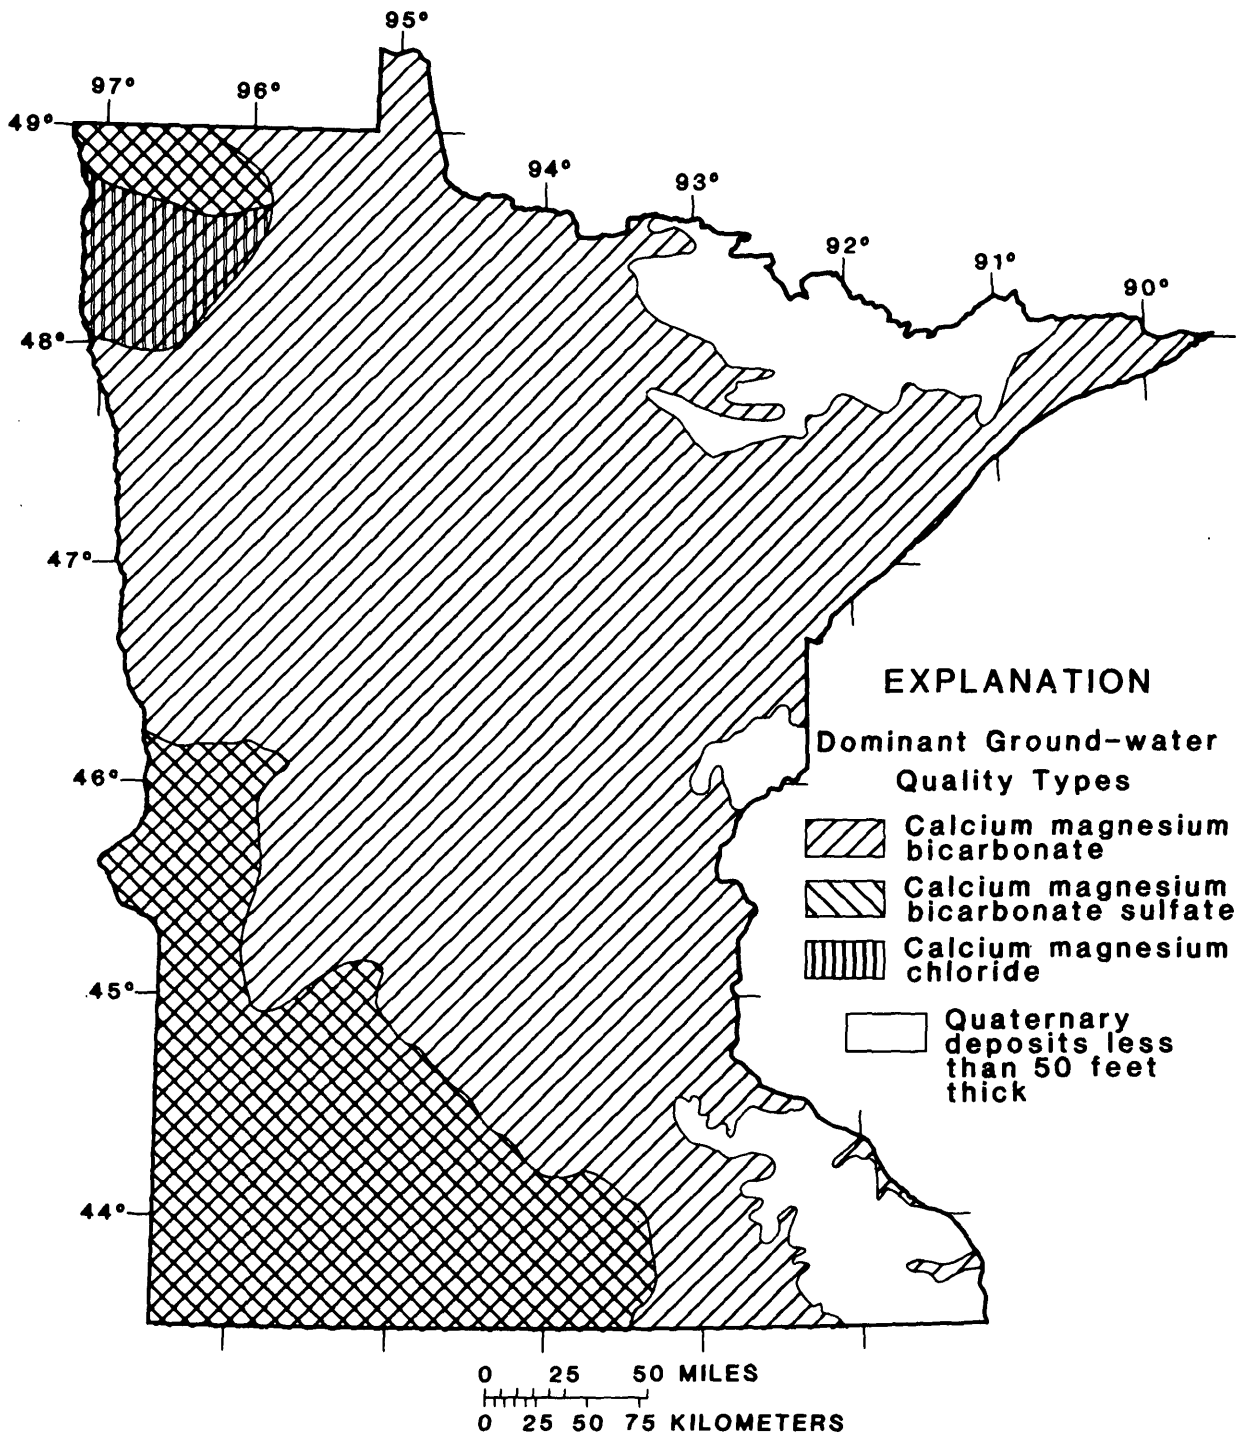 95°
97°
96°
49°
94°
93°
92°
91°
90°
48°
47°
EXPLANATION
Dominant Ground-water
Quality Types
46°
Calcium magnesium
bicarbonate
Calcium magnesium
bicarbonate sulfate
Calcium magnesium
chloride
45°
Quaternary
deposits less
than 50 feet
thick
44°
0 25 50 MILES
0 25 50 75 KILOMETERS